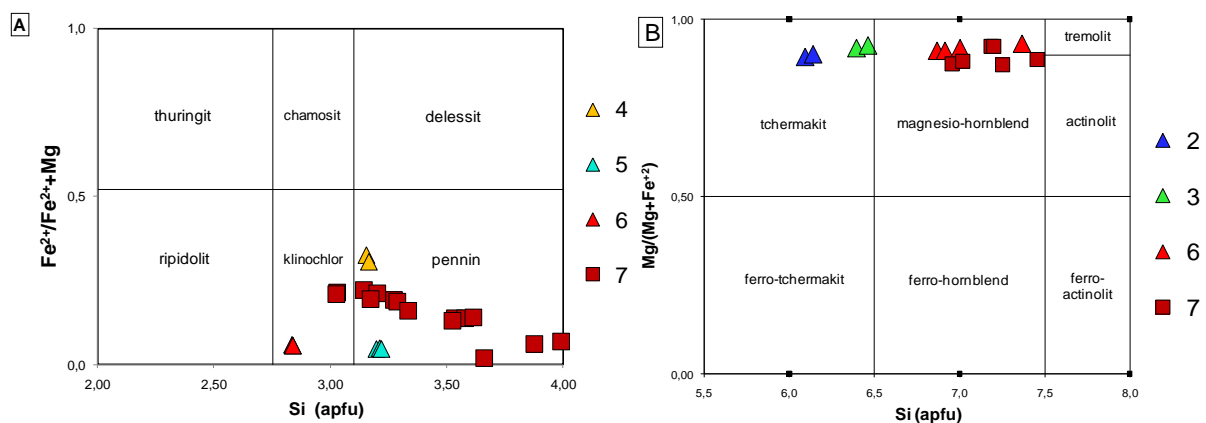 A
1,0
0,5
0,0
Fe²⁺/Fe²⁺+Mg
thuringit
chamosit
delessit
ripidolit
klinochlor
pennin
2,00
2,50
3,00
3,50
4,00
Si (apfu)
4
5
6
7
B
1,00
0,50
0,00
Mg/(Mg+Fe⁺²)
tremolit
tchermakit
magnesio-hornblend
actinolit
ferro-tchermakit
ferro-hornblend
ferro-
actinolit
5,5
6,0
6,5
7,0
7,5
8,0
Si (apfu)
2
3
6
7